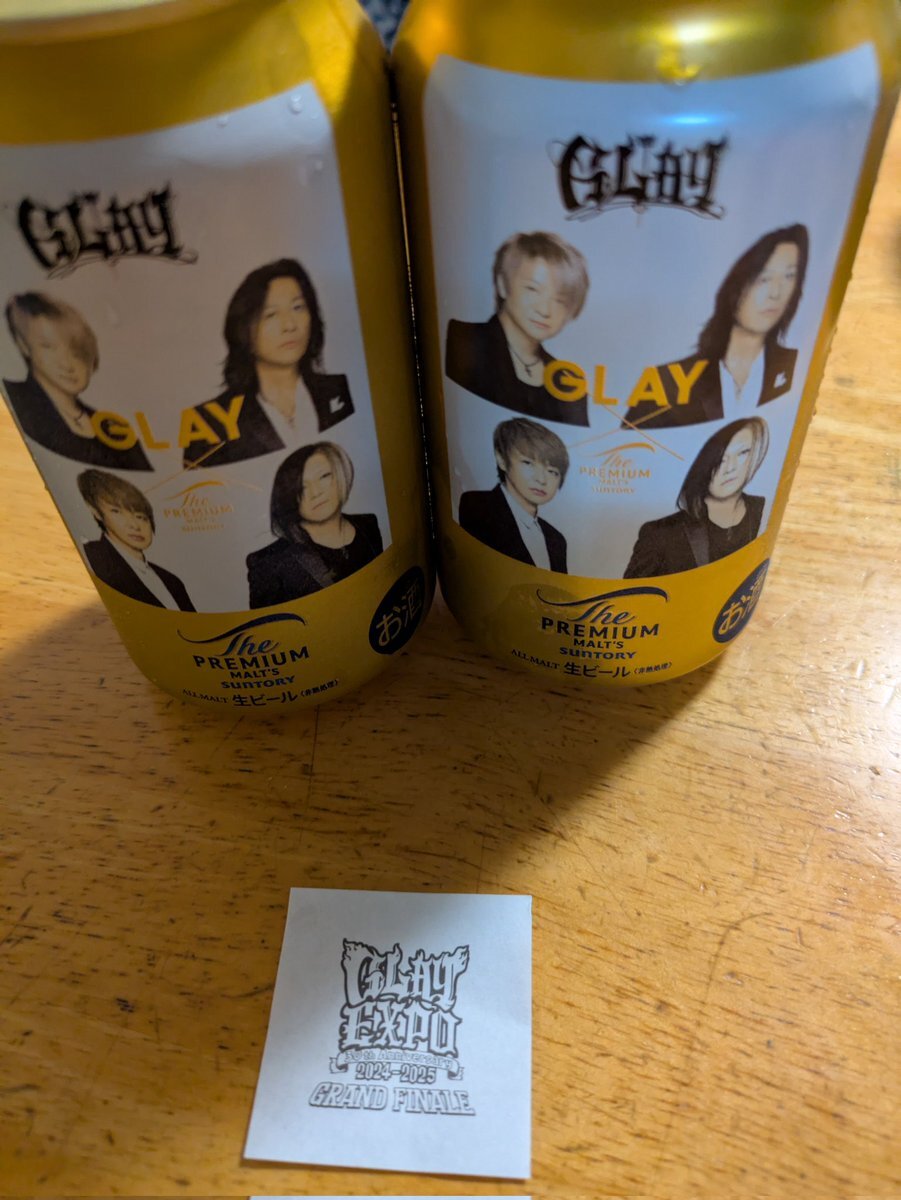 GLAY
GLAY
The
PREMIUM
MALT'S
SUNTORY
The
PREMIUM
MALT'S
SUNTORY
ALL MALT 生ビール〈非熱処理〉
お酒
GLAY
GLAY
The
PREMIUM
MALT'S
SUNTORY
The
PREMIUM
MALT'S
SUNTORY
ALL MALT 生ビール〈非熱処理〉
お酒
GLAY
EXPO
30th Anniversary
2024-2025
GRAND FINALE